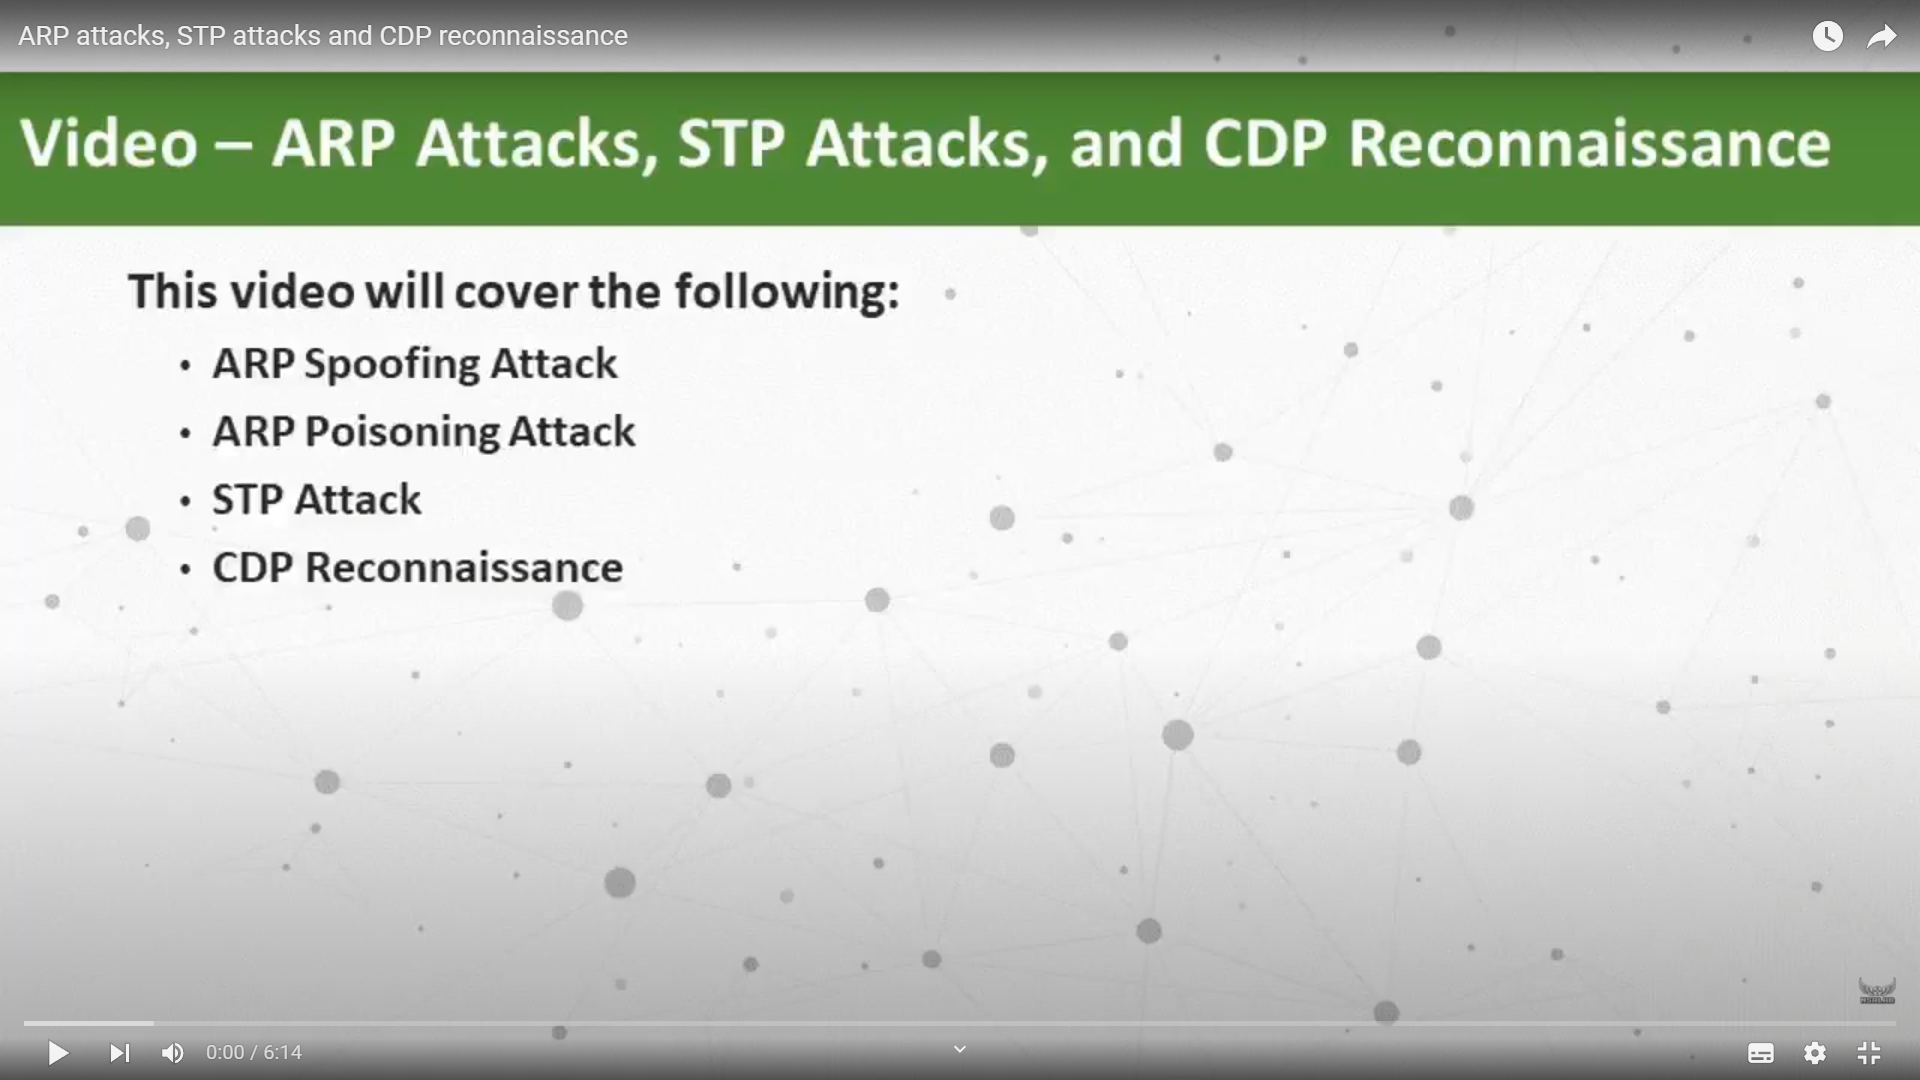 ARP attacks, STP attacks and CDP reconnaissance
Video – ARP Attacks, STP Attacks, and CDP Reconnaissance
This video will cover the following:
• ARP Spoofing Attack
• ARP Poisoning Attack
• STP Attack
• CDP Reconnaissance
0:00 / 6:14